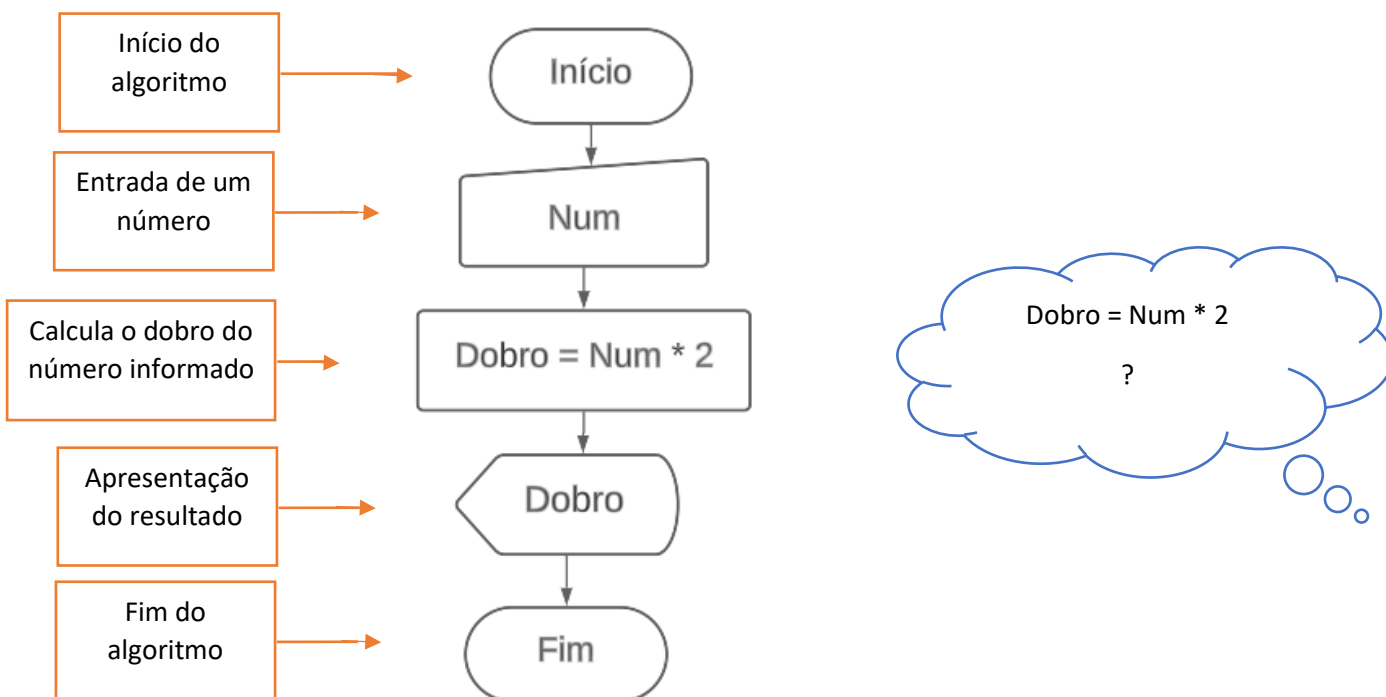 Início do
algoritmo
Início
Entrada de um
número
Num
Calcula o dobro do
número informado
Dobro = Num * 2
Dobro = Num * 2
?
Apresentação
do resultado
Dobro
Fim do
algoritmo
Fim